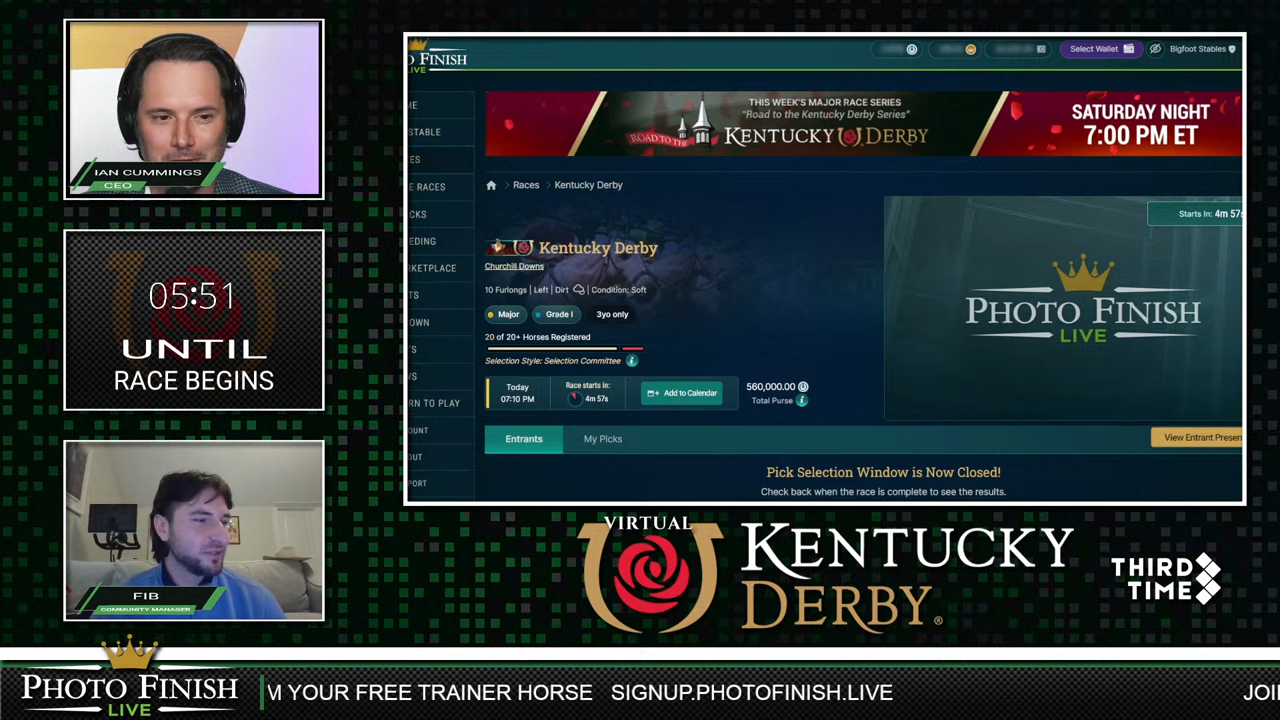 IAN CUMMINGS
CEO
05:51
UNTIL
RACE BEGINS
FIB
COMMUNITY MANAGER
O FINISH
LIVE
Select Wallet
Bigfoot Stables
ME
STABLE
ES
E RACES
CKS
EDING
RKETPLACE
TS
OWN
'S
WS
RN TO PLAY
OUNT
OUT
PORT
THIS WEEK'S MAJOR RACE SERIES
"Road to the Kentucky Derby Series"
ROAD TO THE KENTUCKY DERBY
SATURDAY NIGHT
7:00 PM ET
Races > Kentucky Derby
Kentucky Derby
Churchill Downs
10 Furlongs | Left | Dirt | Condition: Soft
Major Grade I 3yo only
20 of 20+ Horses Registered
Selection Style: Selection Committee
Today
07:10 PM
Race starts in:
4m 57s
Add to Calendar
560,000.00
Total Purse
Starts In: 4m 57s
PHOTO FINISH
LIVE
Entrants My Picks
View Entrant Presen
Pick Selection Window is Now Closed!
Check back when the race is complete to see the results.
VIRTUAL
KENTUCKY
DERBY®
THIRD
TIME
PHOTO FINISH
LIVE
M YOUR FREE TRAINER HORSE SIGNUP.PHOTOFINISH.LIVE
JOI